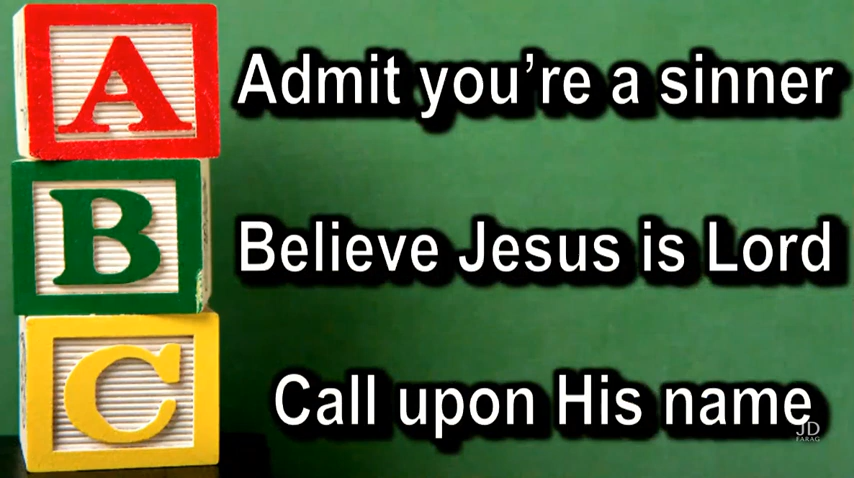 A
Admit you’re a sinner
B
Believe Jesus is Lord
C
Call upon His name
JD
FARAG